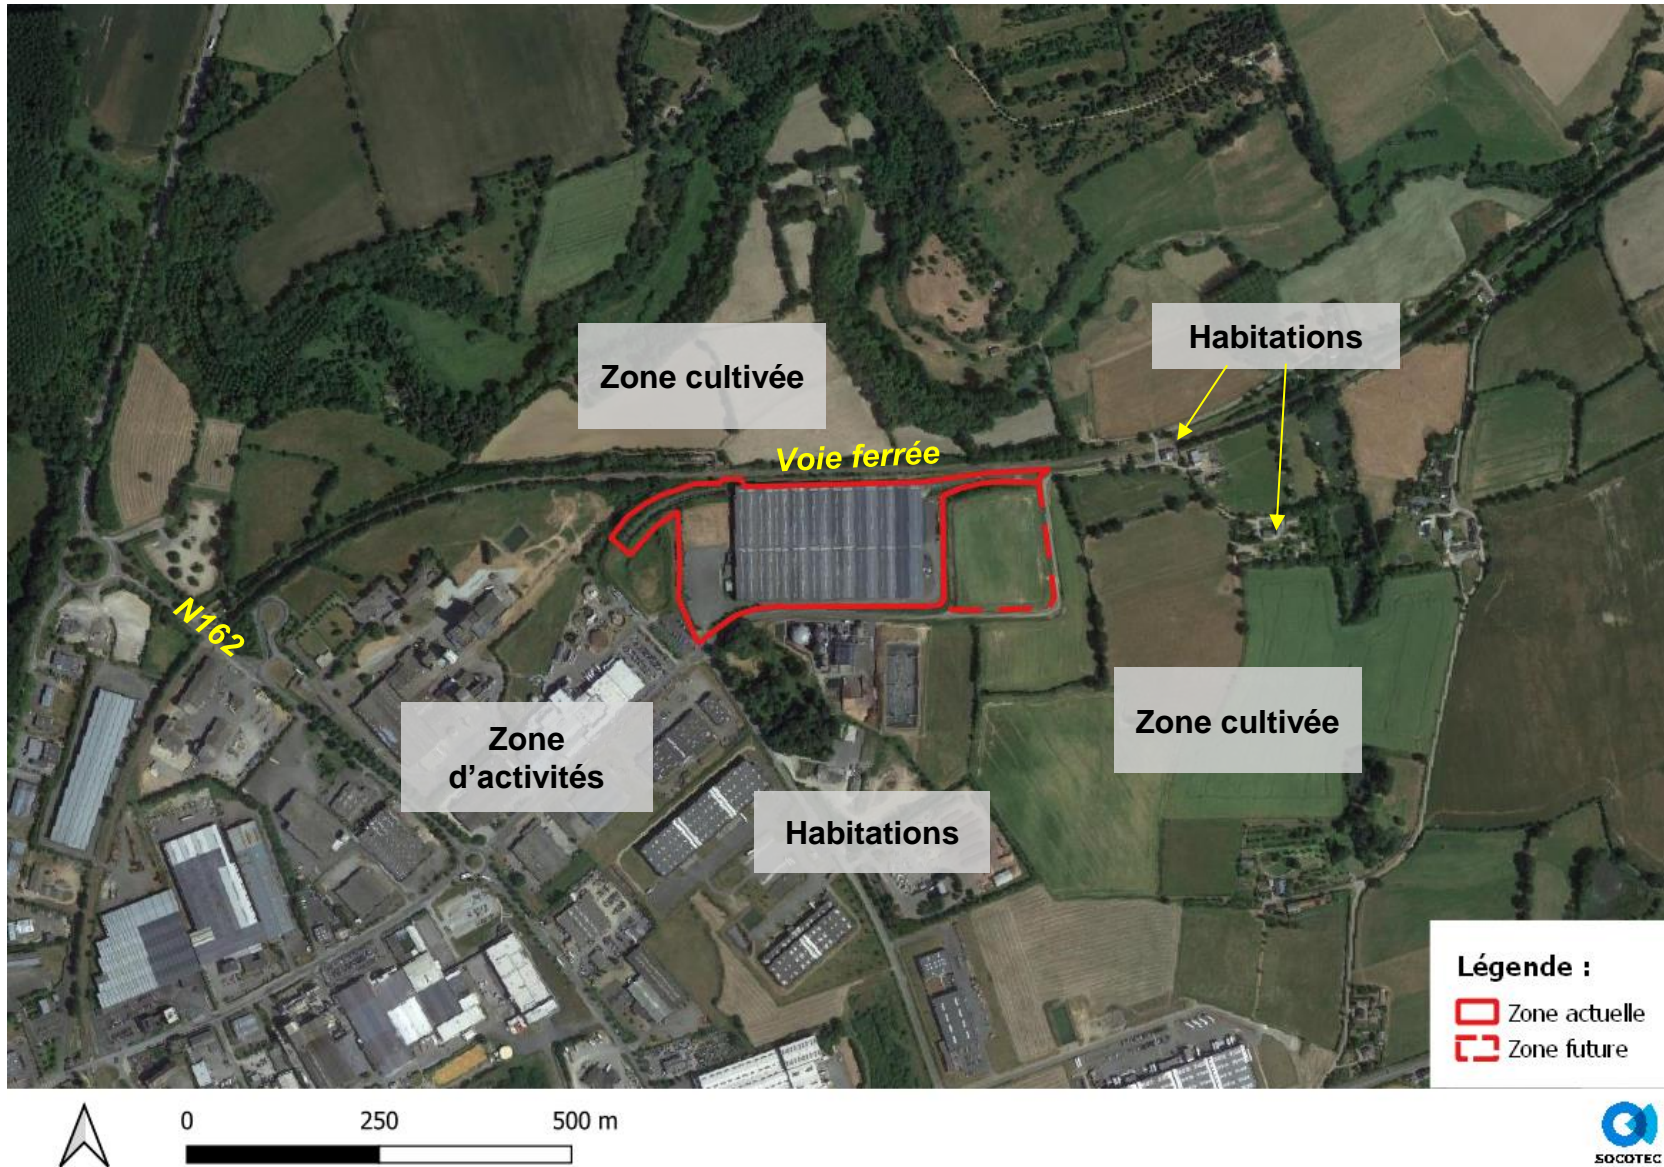 Habitations
Zone cultivée
Voie ferrée
N162
Zone
d’activités
Zone cultivée
Habitations
Légende :
Zone actuelle
Zone future
0 250 500 m
SOCOTEC